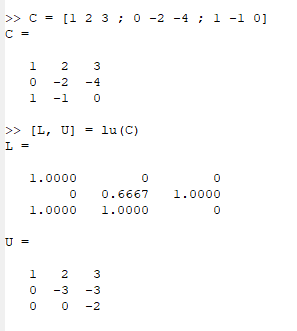 >> C = [1 2 3 ; 0 -2 -4 ; 1 -1 0]
C =
1 2 3
0 -2 -4
1 -1 0
>> [L, U] = lu(C)
L =
1.0000 0 0
0 0.6667 1.0000
1.0000 1.0000 0
U =
1 2 3
0 -3 -3
0 0 -2